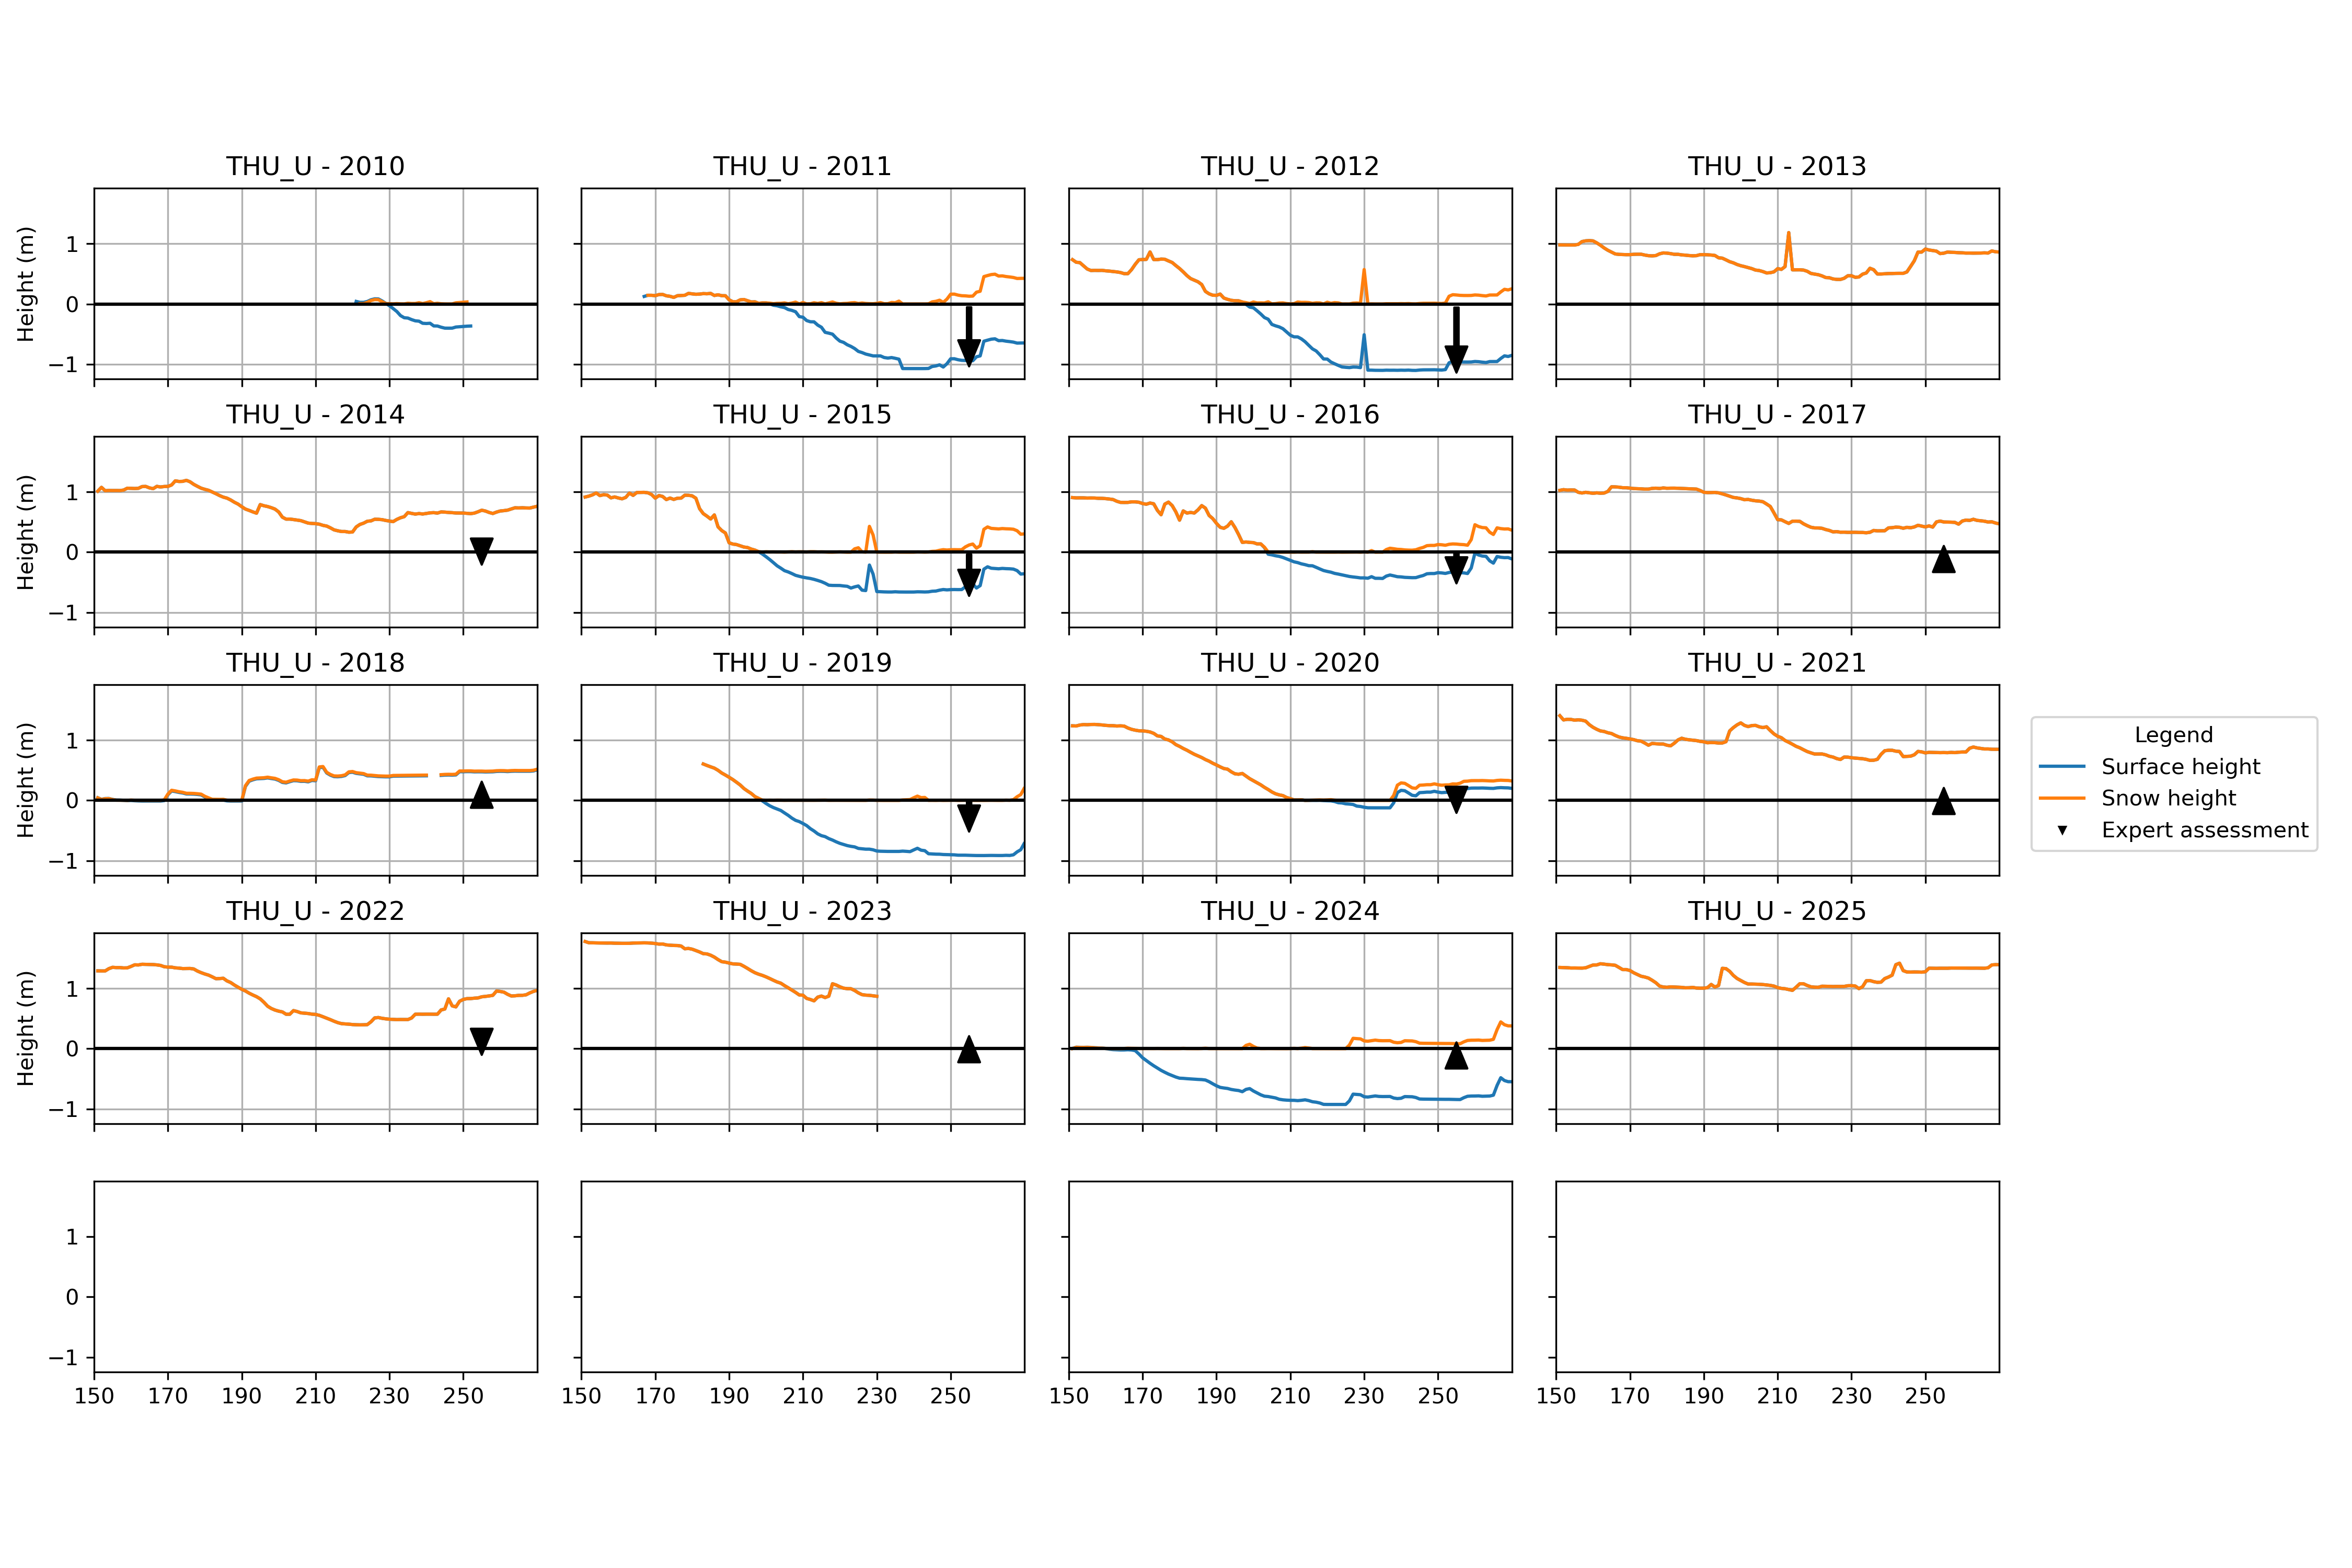 THU_U - 2010
THU_U - 2011
THU_U - 2012
THU_U - 2013
Height (m)
1
0
−1
THU_U - 2014
THU_U - 2015
THU_U - 2016
THU_U - 2017
Height (m)
1
0
−1
THU_U - 2018
THU_U - 2019
THU_U - 2020
THU_U - 2021
Height (m)
1
0
−1
Legend
Surface height
Snow height
Expert assessment
THU_U - 2022
THU_U - 2023
THU_U - 2024
THU_U - 2025
Height (m)
1
0
−1
1
0
−1
150 170 190 210 230 250
150 170 190 210 230 250
150 170 190 210 230 250
150 170 190 210 230 250